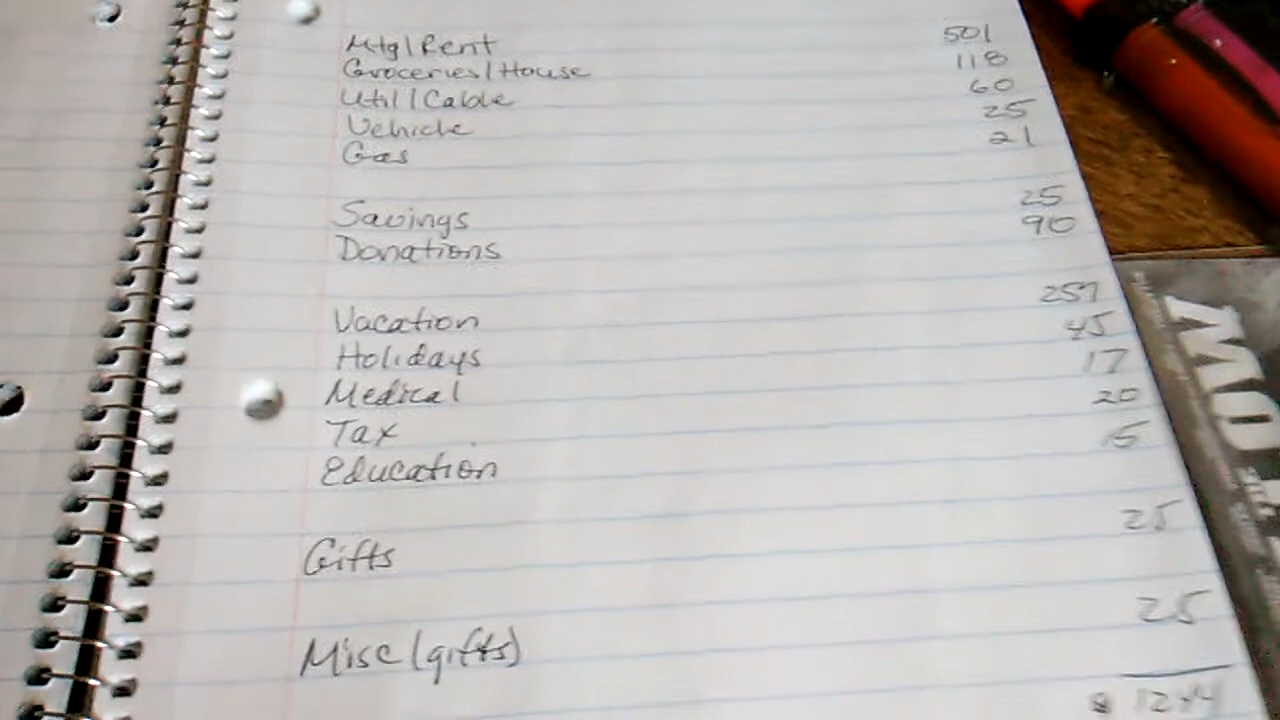 Mtg/Rent 501
Groceries/House 118
Util/Cable 60
Vehicle 25
Gas 21
Savings 25
Donations 90
Vacation 257
Holidays 45
Medical 17
Tax 20
Education 15
Gifts 25
Misc (gifts) 25
1244